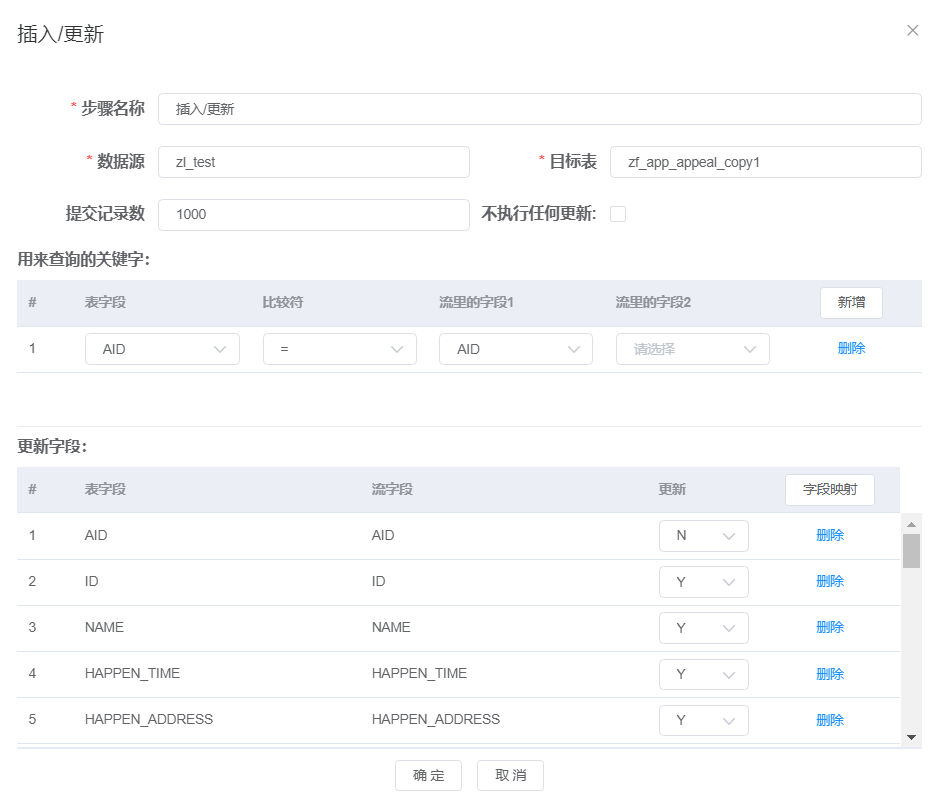 插入/更新
* 步骤名称 插入/更新
* 数据源 zl_test * 目标表 zf_app_appeal_copy1
提交记录数 1000 不执行任何更新:
用来查询的关键字:
# 表字段 比较符 流里的字段1 流里的字段2 新增
1 AID = AID 请选择 删除
更新字段:
# 表字段 流字段 更新 字段映射
1 AID AID N 删除
2 ID ID Y 删除
3 NAME NAME Y 删除
4 HAPPEN_TIME HAPPEN_TIME Y 删除
5 HAPPEN_ADDRESS HAPPEN_ADDRESS Y 删除
确 定 取 消